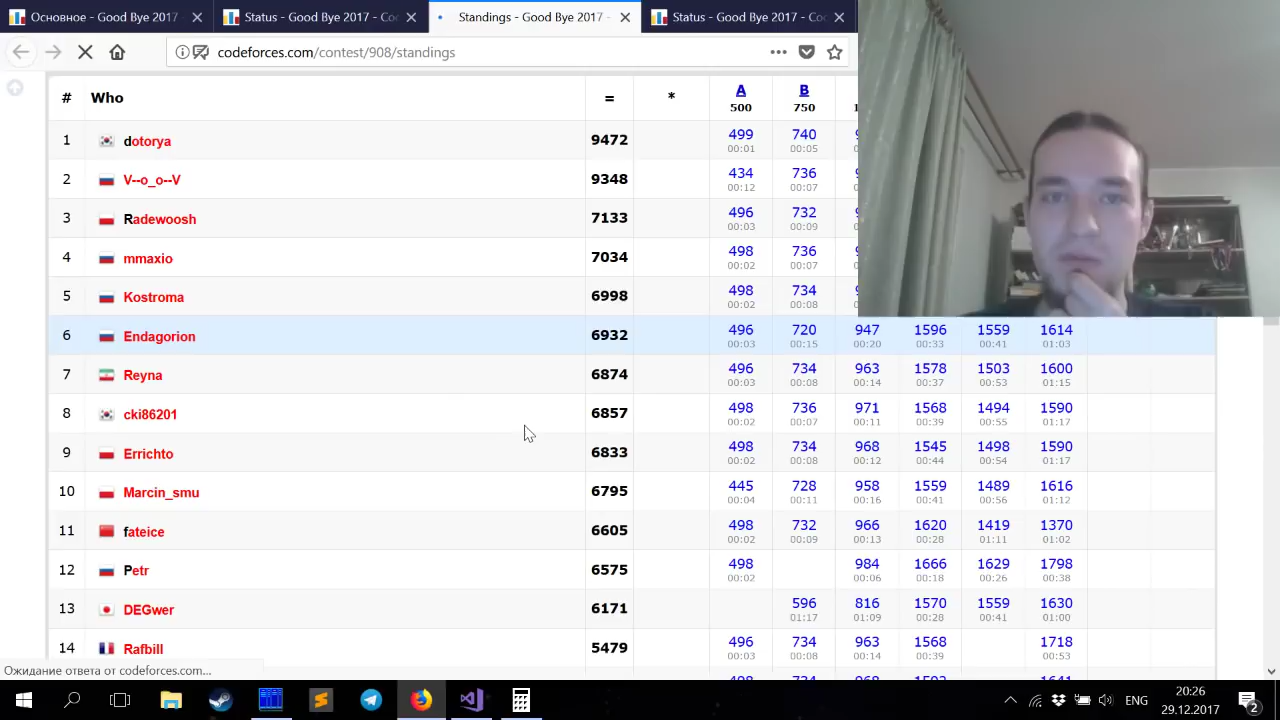 Основное - Good Bye 2017 -
Status - Good Bye 2017 - Coo
Standings - Good Bye 2017 -
Status - Good Bye 2017 - Co
codeforces.com/contest/908/standings
# Who = * A B
500 750
1 dotorya 9472 499 740
00:01 00:05
2 V--o_o--V 9348 434 736
00:12 00:07
3 Radewoosh 7133 496 732
00:03 00:09
4 mmaxio 7034 498 736
00:02 00:07
5 Kostroma 6998 498 734
00:02 00:08
6 Endagorion 6932 496 720 947 1596 1559 1614
00:03 00:15 00:20 00:33 00:41 01:03
7 Reyna 6874 496 734 963 1578 1503 1600
00:03 00:08 00:14 00:37 00:53 01:15
8 cki86201 6857 498 736 971 1568 1494 1590
00:02 00:07 00:11 00:39 00:55 01:17
9 Errichto 6833 498 734 968 1545 1498 1590
00:02 00:08 00:12 00:44 00:54 01:17
10 Marcin_smu 6795 445 728 958 1559 1489 1616
00:04 00:11 00:16 00:41 00:56 01:12
11 fateice 6605 498 732 966 1620 1419 1370
00:02 00:09 00:13 00:28 01:11 01:02
12 Petr 6575 498 984 1666 1629 1798
00:02 00:06 00:18 00:26 00:38
13 DEGwer 6171 596 816 1570 1559 1630
01:17 01:09 00:28 00:41 01:00
14 Rafbill 5479 496 734 963 1568 1718
00:03 00:08 00:14 00:39 00:53
Ожидание ответа от codeforces.com...
ENG
20:26
29.12.2017
2